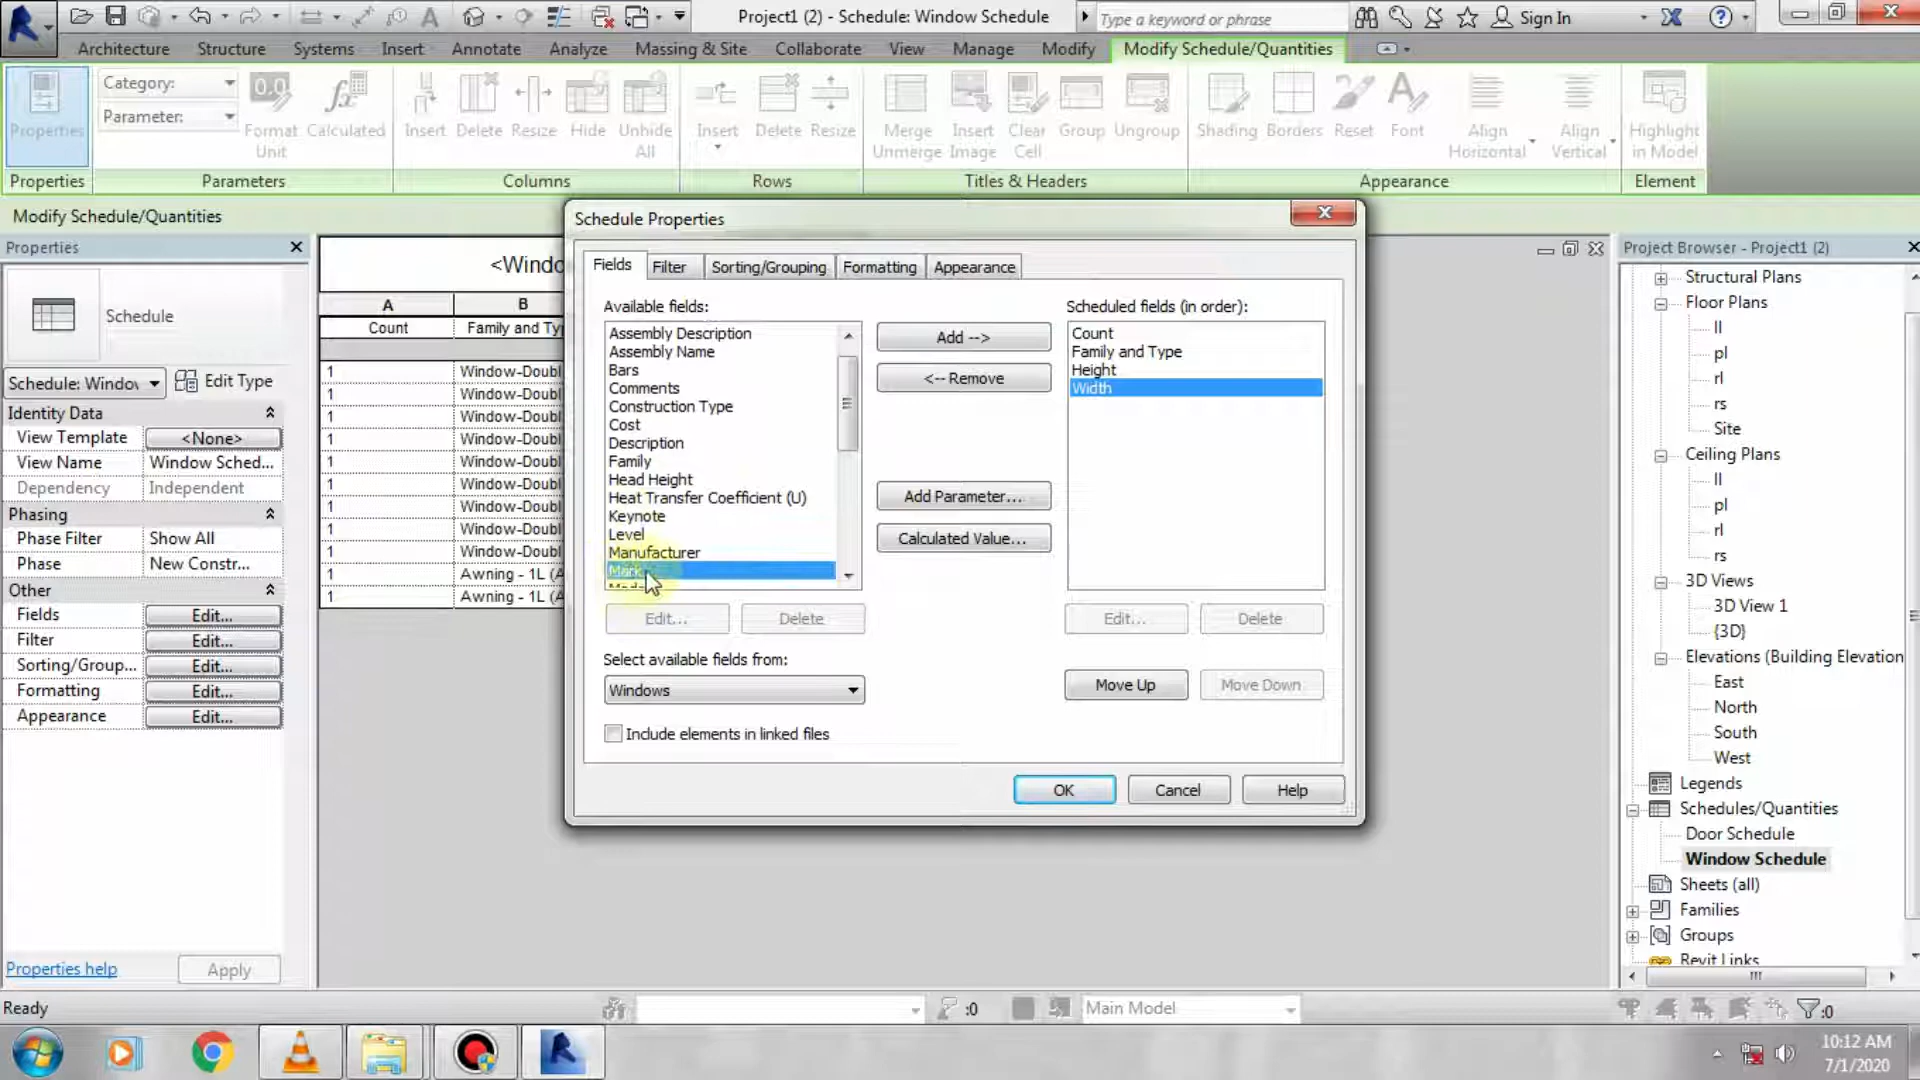 Project1 (2) - Schedule: Window Schedule
Type a keyword or phrase
Sign In
Architecture Structure Systems Insert Annotate Analyze Massing & Site Collaborate View Manage Modify Modify Schedule/Quantities
Properties
Category:
Parameter:
Format Unit
Calculated
Insert Delete Resize Hide Unhide All
Insert Delete Resize
Merge Unmerge
Insert Image
Clear Cell
Group Ungroup
Shading Borders Reset Font
Align Horizontal
Align Vertical
Highlight in Model
Properties Parameters Columns Rows Titles & Headers Appearance Element
Modify Schedule/Quantities
Properties
Schedule
Schedule: Window
Edit Type
Identity Data
View Template <None>
View Name Window Sched...
Dependency Independent
Phasing
Phase Filter Show All
Phase New Constr...
Other
Fields Edit...
Filter Edit...
Sorting/Group... Edit...
Formatting Edit...
Appearance Edit...
Properties help
Apply
<Windo
A B
Count Family and Ty
1 Window-Doubl
1 Window-Doubl
1 Window-Doubl
1 Window-Doubl
1 Window-Doubl
1 Window-Doubl
1 Window-Doubl
1 Window-Doubl
1 Window-Doubl
1 Awning - 1L (A
1 Awning - 1L (A
Schedule Properties
Fields Filter Sorting/Grouping Formatting Appearance
Available fields:
Assembly Description
Assembly Name
Bars
Comments
Construction Type
Cost
Description
Family
Head Height
Heat Transfer Coefficient (U)
Keynote
Level
Manufacturer
Mark
Add -->
<-- Remove
Add Parameter...
Calculated Value...
Scheduled fields (in order):
Count
Family and Type
Height
Width
Edit... Delete
Edit... Delete
Select available fields from:
Windows
Move Up Move Down
Include elements in linked files
OK Cancel Help
Project Browser - Project1 (2)
Structural Plans
Floor Plans
ll
pl
rl
rs
Site
Ceiling Plans
ll
pl
rl
rs
3D Views
3D View 1
{3D}
Elevations (Building Elevation
East
North
South
West
Legends
Schedules/Quantities
Door Schedule
Window Schedule
Sheets (all)
Families
Groups
Revit Links
Ready
:0
Main Model
:0
10:12 AM
7/1/2020